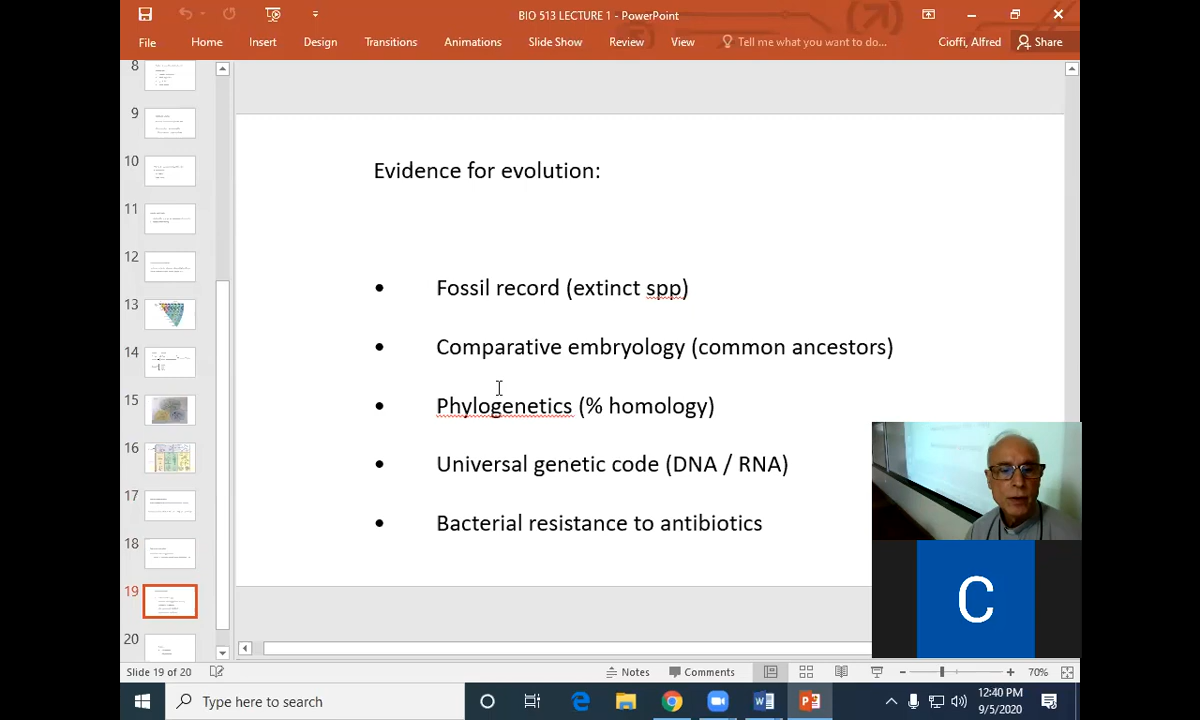 BIO 513 LECTURE 1 - PowerPoint
File Home Insert Design Transitions Animations Slide Show Review View Tell me what you want to do... Cioffi, Alfred Share
8
9
10
11
12
13
14
15
16
17
18
19
20
Evidence for evolution:
• Fossil record (extinct spp)
• Comparative embryology (common ancestors)
• Phylogenetics (% homology)
• Universal genetic code (DNA / RNA)
• Bacterial resistance to antibiotics
C
Slide 19 of 20 Notes Comments 70%
Type here to search
12:40 PM
9/5/2020